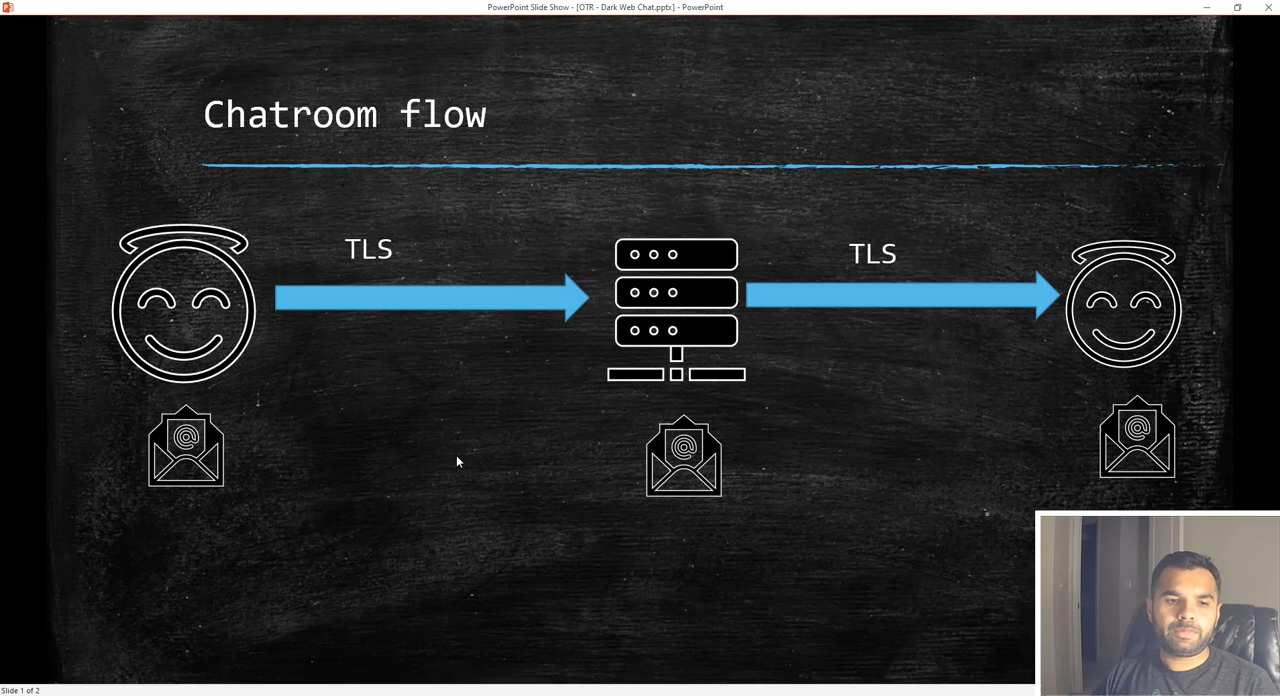 PowerPoint Slide Show - [OTR - Dark Web Chat.pptx] - PowerPoint
Chatroom flow
TLS
TLS
@
@
@
Slide 1 of 2